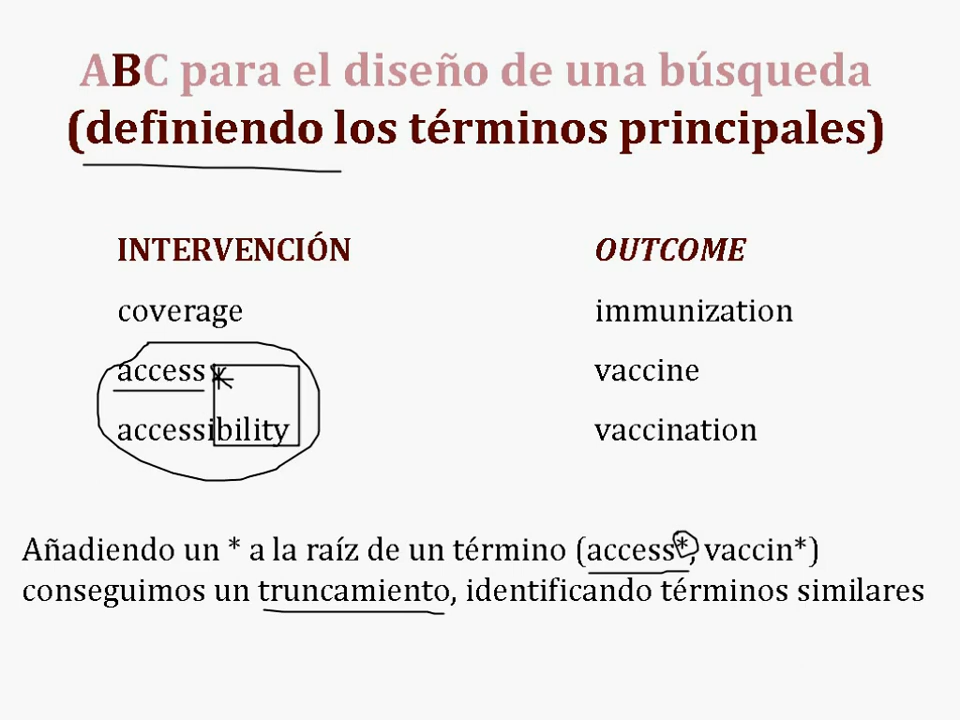 ABC para el diseño de una búsqueda
(definiendo los términos principales)
INTERVENCIÓN OUTCOME
coverage immunization
access * vaccine
accessibility vaccination
Añadiendo un * a la raíz de un término (access*, vaccin*)
conseguimos un truncamiento, identificando términos similares